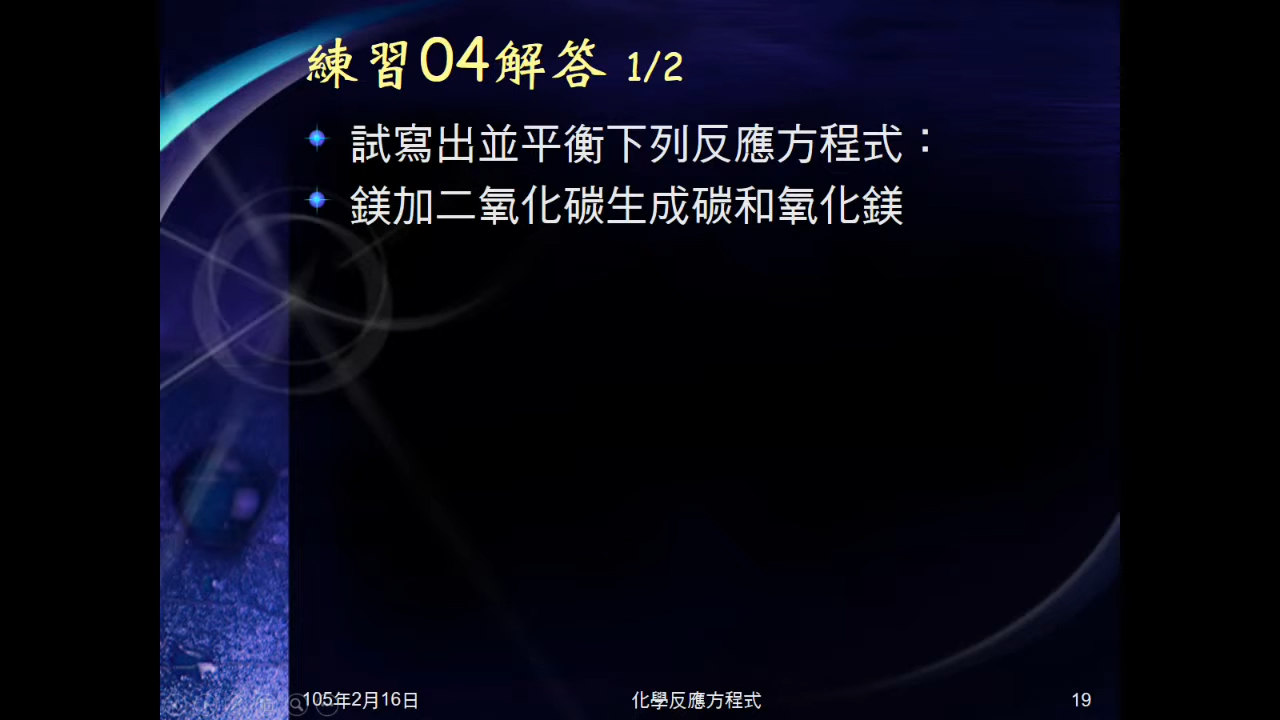 練習04解答 1/2
試寫出並平衡下列反應方程式：
鎂加二氧化碳生成碳和氧化鎂
105年2月16日
化學反應方程式
19